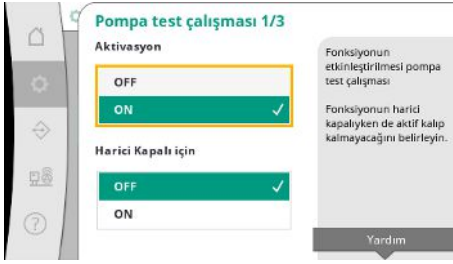 Pompa test çalışması 1/3
Aktivasyon
OFF
ON
Harici Kapalı için
OFF
ON
Fonksiyonun
etkinleştirilmesi pompa
test çalışması
Fonksiyonun harici
kapalıyken de aktif kalıp
kalmayacağını belirleyin.
Yardım